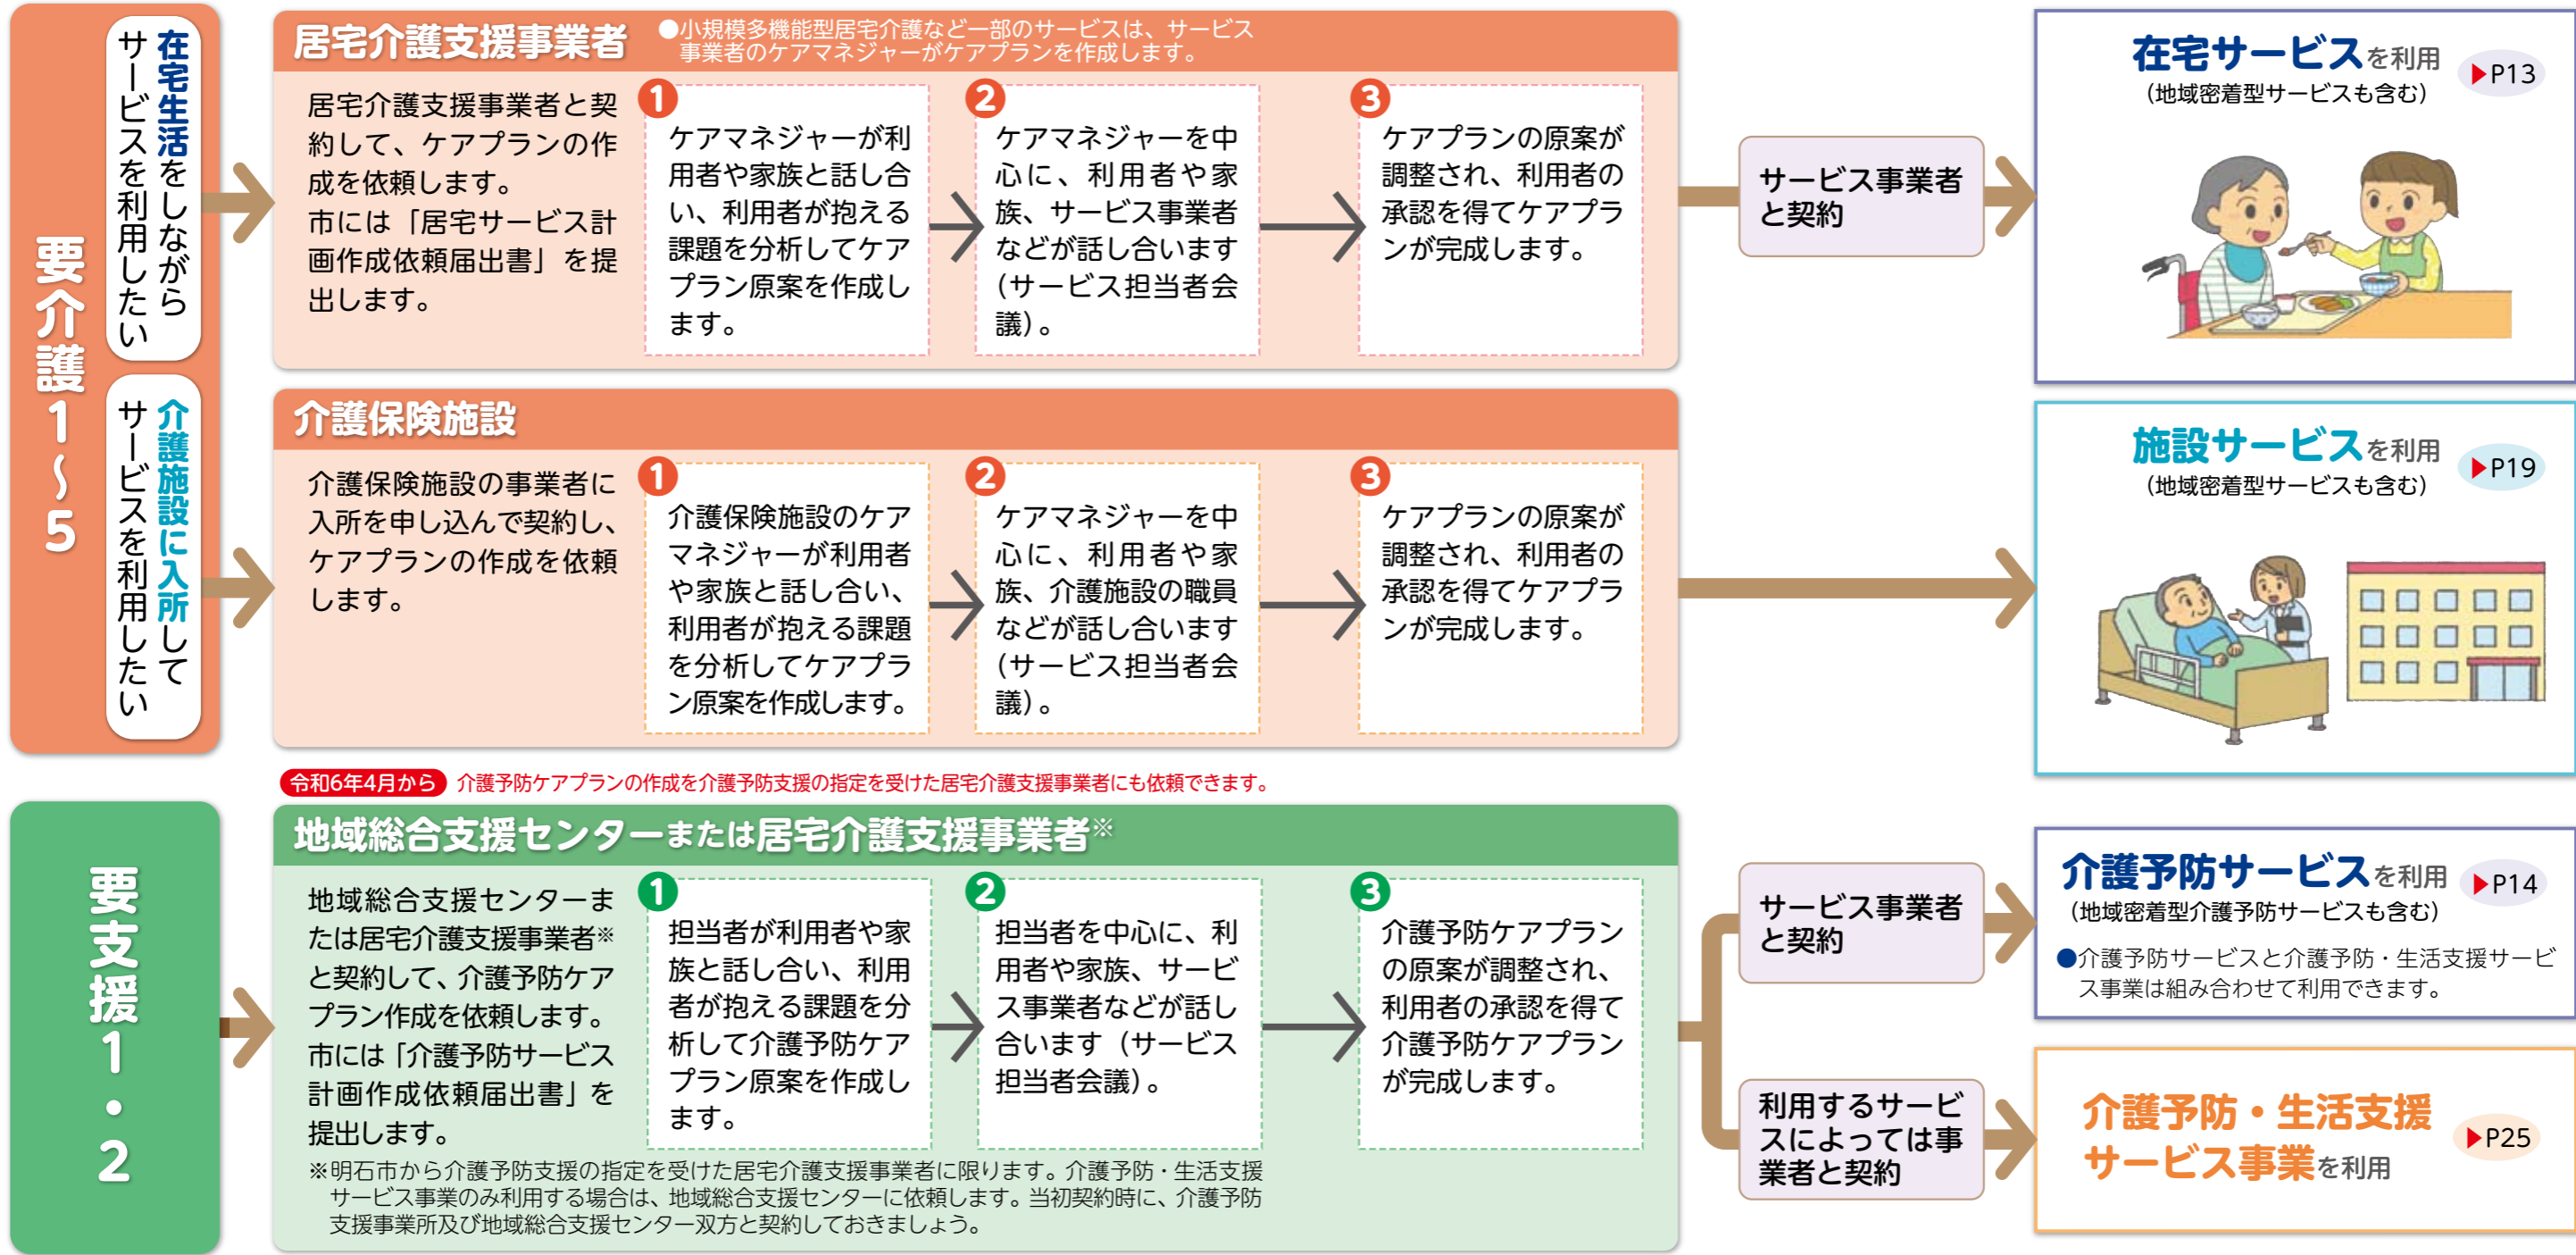 要介護1～5
在宅生活をしながら
サービスを利用したい
居宅介護支援事業者
●小規模多機能型居宅介護など一部のサービスは、サービス
事業者のケアマネジャーがケアプランを作成します。
居宅介護支援事業者と契
約して、ケアプランの作
成を依頼します。
市には「居宅サービス計
画作成依頼届出書」を提
出します。
1
ケアマネジャーが利
用者や家族と話し合
い、利用者が抱える
課題を分析してケア
プラン原案を作成し
ます。
2
ケアマネジャーを中
心に、利用者や家
族、サービス事業者
などが話し合います
（サービス担当者会
議）。
3
ケアプランの原案が
調整され、利用者の
承認を得てケアプラ
ンが完成します。
サービス事業者
と契約
在宅サービスを利用
（地域密着型サービスも含む）
▶P13
介護施設に入所して
サービスを利用したい
介護保険施設
介護保険施設の事業者に
入所を申し込んで契約し、
ケアプランの作成を依頼
します。
1
介護保険施設のケア
マネジャーが利用者
や家族と話し合い、
利用者が抱える課題
を分析してケアプラ
ン原案を作成します。
2
ケアマネジャーを中
心に、利用者や家
族、介護施設の職員
などが話し合います
（サービス担当者会
議）。
3
ケアプランの原案が
調整され、利用者の
承認を得てケアプラ
ンが完成します。
施設サービスを利用
（地域密着型サービスも含む）
▶P19
令和6年4月から 介護予防ケアプランの作成を介護予防支援の指定を受けた居宅介護支援事業者にも依頼できます。
要支援1・2
地域総合支援センターまたは居宅介護支援事業者※
地域総合支援センターま
たは居宅介護支援事業者※
と契約して、介護予防ケア
プラン作成を依頼します。
市には「介護予防サービス
計画作成依頼届出書」を
提出します。
1
担当者が利用者や家
族と話し合い、利用
者が抱える課題を分
析して介護予防ケア
プラン原案を作成し
ます。
2
担当者を中心に、利
用者や家族、サービ
ス事業者などが話し
合います（サービス
担当者会議）。
3
介護予防ケアプラン
の原案が調整され、
利用者の承認を得て
介護予防ケアプラン
が完成します。
※明石市から介護予防支援の指定を受けた居宅介護支援事業者に限ります。介護予防・生活支援
サービス事業のみ利用する場合は、地域総合支援センターに依頼します。当初契約時に、介護予防
支援事業所及び地域総合支援センター双方と契約しておきましょう。
サービス事業者
と契約
介護予防サービスを利用
（地域密着型介護予防サービスも含む）
▶P14
●介護予防サービスと介護予防・生活支援サービ
ス事業は組み合わせて利用できます。
利用するサービ
スによっては事
業者と契約
介護予防・生活支援
サービス事業を利用
▶P25